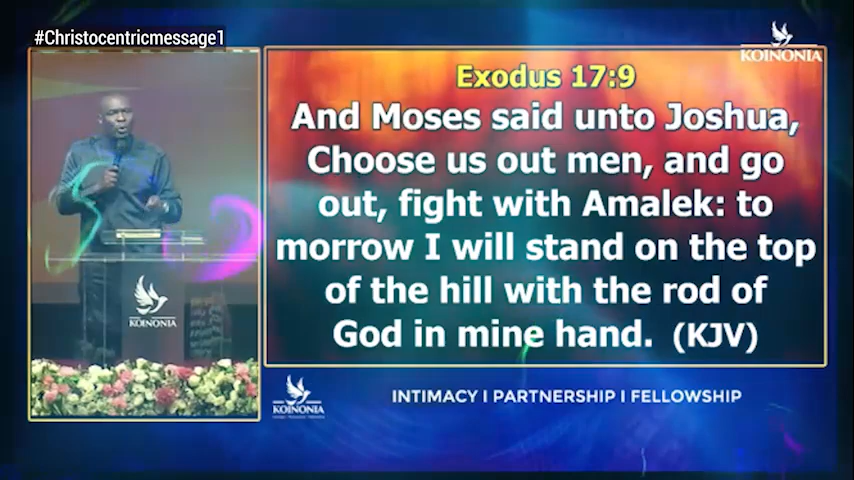 #Christocentricmessage1
KOINONIA
Exodus 17:9
And Moses said unto Joshua,
Choose us out men, and go
out, fight with Amalek: to
morrow I will stand on the top
of the hill with the rod of
God in mine hand. (KJV)
KOINONIA
KOINONIA
INTIMACY I PARTNERSHIP I FELLOWSHIP